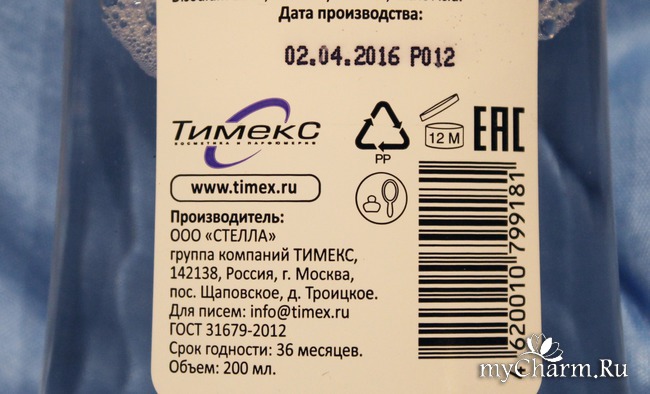 Дата производства:
02.04.2016 P012
Тимекс
КОСМЕТИКА И ПАРФЮМЕРИЯ
PP
12 M
EAC
www.timex.ru
Производитель:
ООО «СТЕЛЛА»
группа компаний ТИМЕКС,
142138, Россия, г. Москва,
пос. Щаповское, д. Троицкое.
Для писем: info@timex.ru
ГОСТ 31679-2012
Срок годности: 36 месяцев.
Объем: 200 мл.
620010 799181
myCharm.Ru